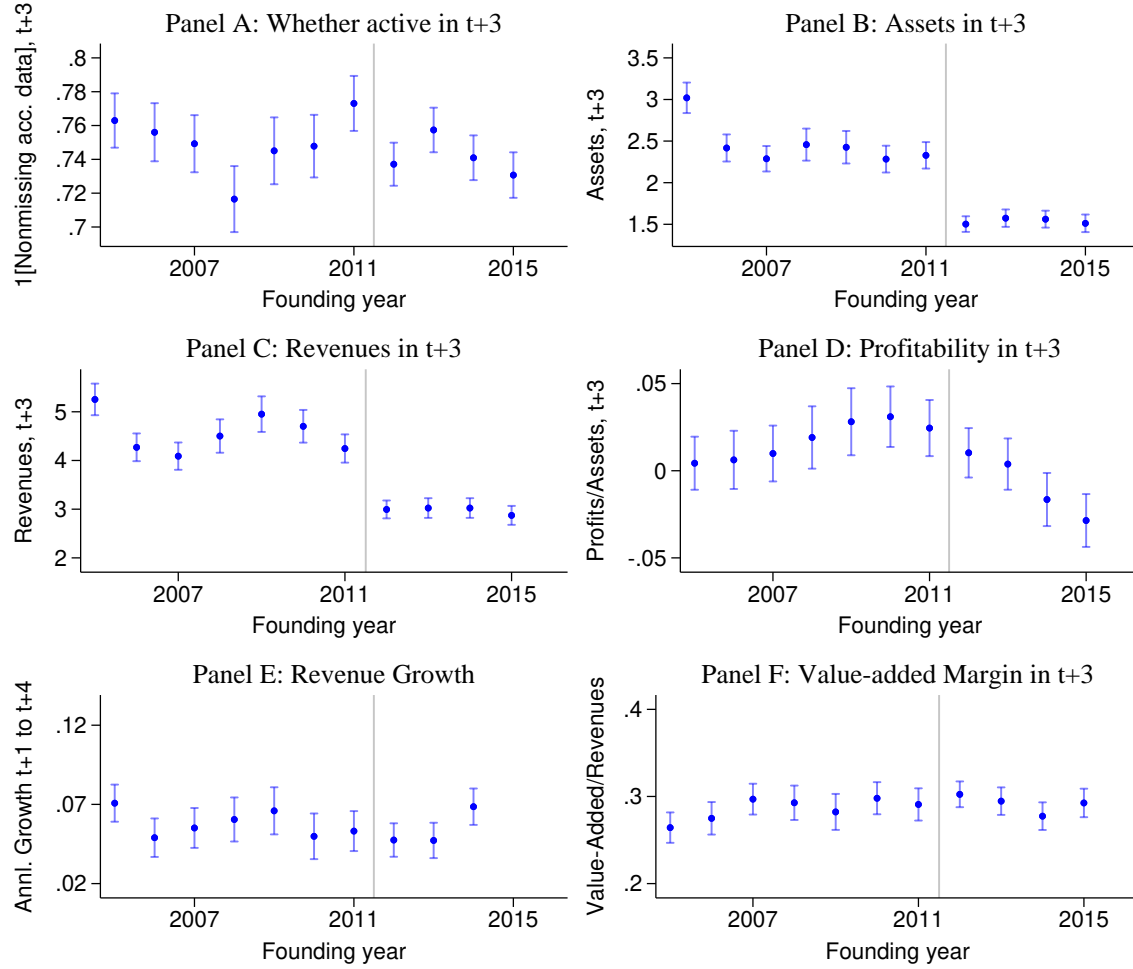 Panel A: Whether active in t+3
1[Nonmissing acc. data], t+3
.8
.78
.76
.74
.72
.7
2007
2011
2015
Founding year
Panel B: Assets in t+3
Assets, t+3
3.5
3
2.5
2
1.5
2007
2011
2015
Founding year
Panel C: Revenues in t+3
Revenues, t+3
5
4
3
2
2007
2011
2015
Founding year
Panel D: Profitability in t+3
Profits/Assets, t+3
.05
0
-.05
2007
2011
2015
Founding year
Panel E: Revenue Growth
Annl. Growth t+1 to t+4
.12
.07
.02
2007
2011
2015
Founding year
Panel F: Value-added Margin in t+3
Value-Added/Revenues
.4
.3
.2
2007
2011
2015
Founding year